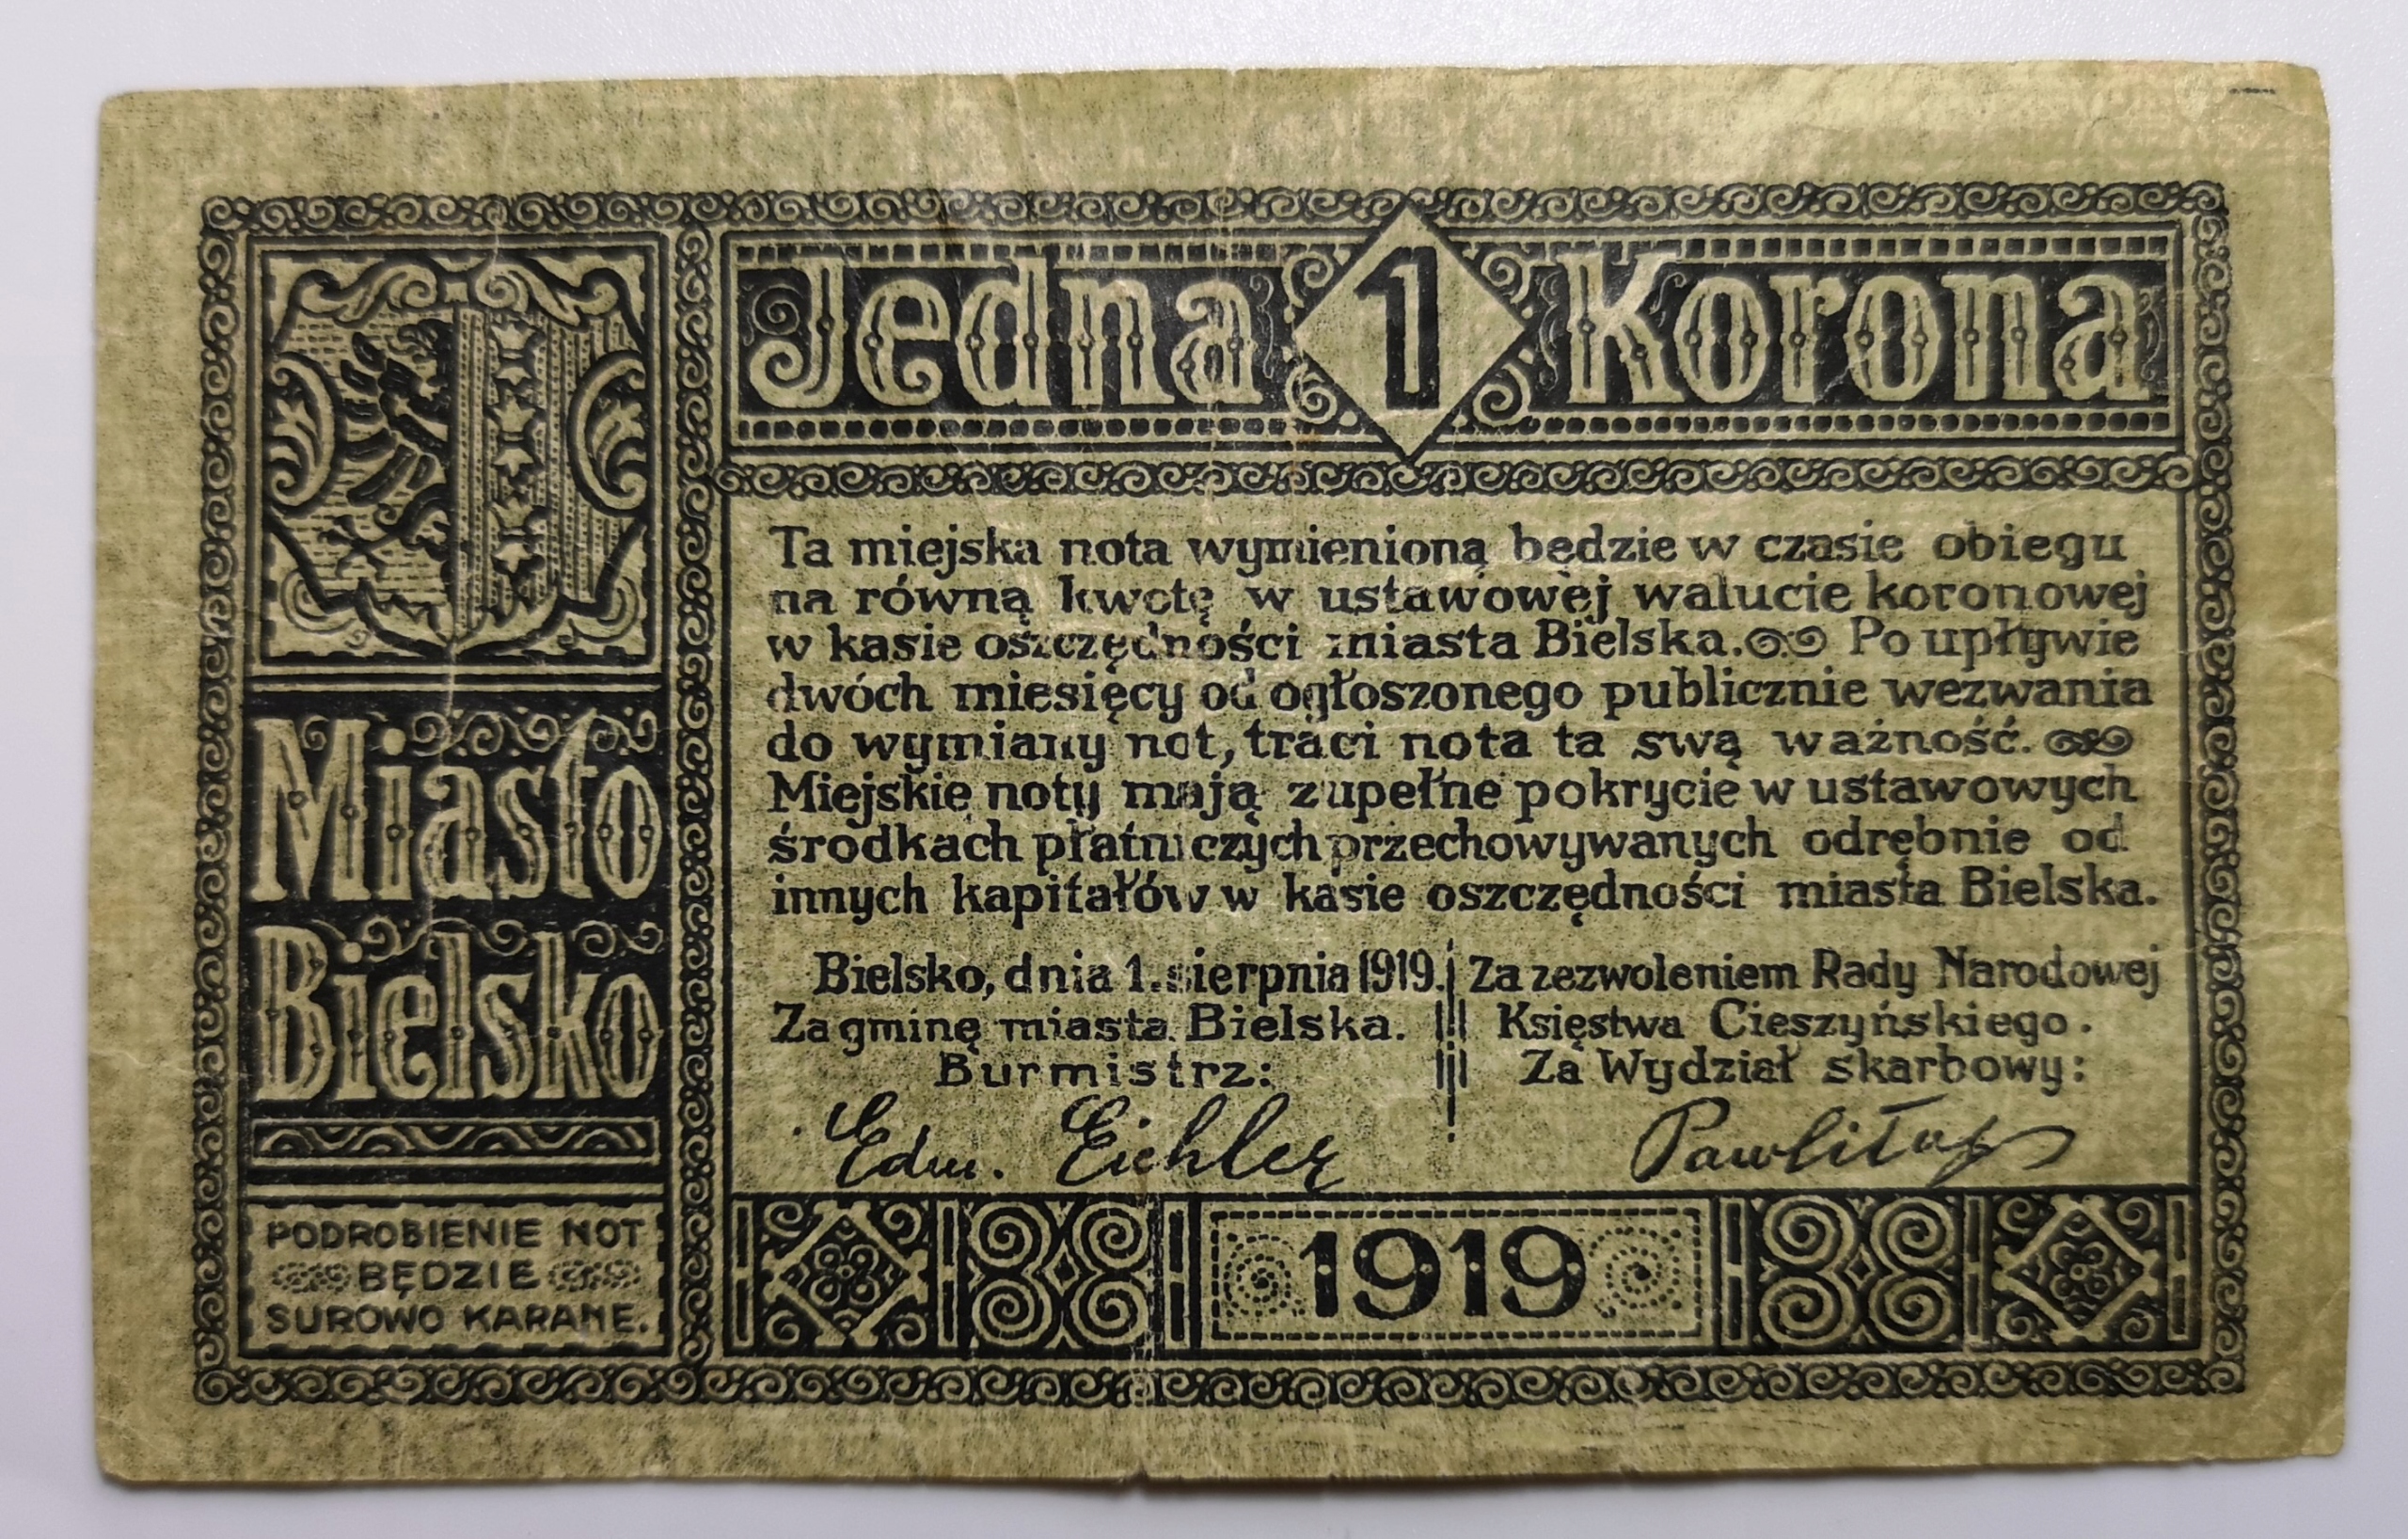 Jedna 1 Korona
Ta miejska nota wymienioną będzie w czasie obiegu
na równą kwotę w ustawowej walucie koronowej
w kasie oszczędności miasta Bielska. Po upływie
dwóch miesięcy od ogłoszonego publicznie wezwania
do wymiany not, traci nota ta swą ważność.
Miejskie noty mają zupełne pokrycie w ustawowych
środkach płatniczych przechowywanych odrębnie od
innych kapitałów w kasie oszczędności miasta Bielska.
Bielsko, dnia 1. sierpnia 1919.
Za gminę miasta Bielska.
Burmistrz:
Edm. Eichler
Za zezwoleniem Rady Narodowej
Księstwa Cieszyńskiego.
Za Wydział skarbowy:
1919
Miasto
Bielsko
PODROBIENIE NOT
BĘDZIE
SUROWO KARANE.